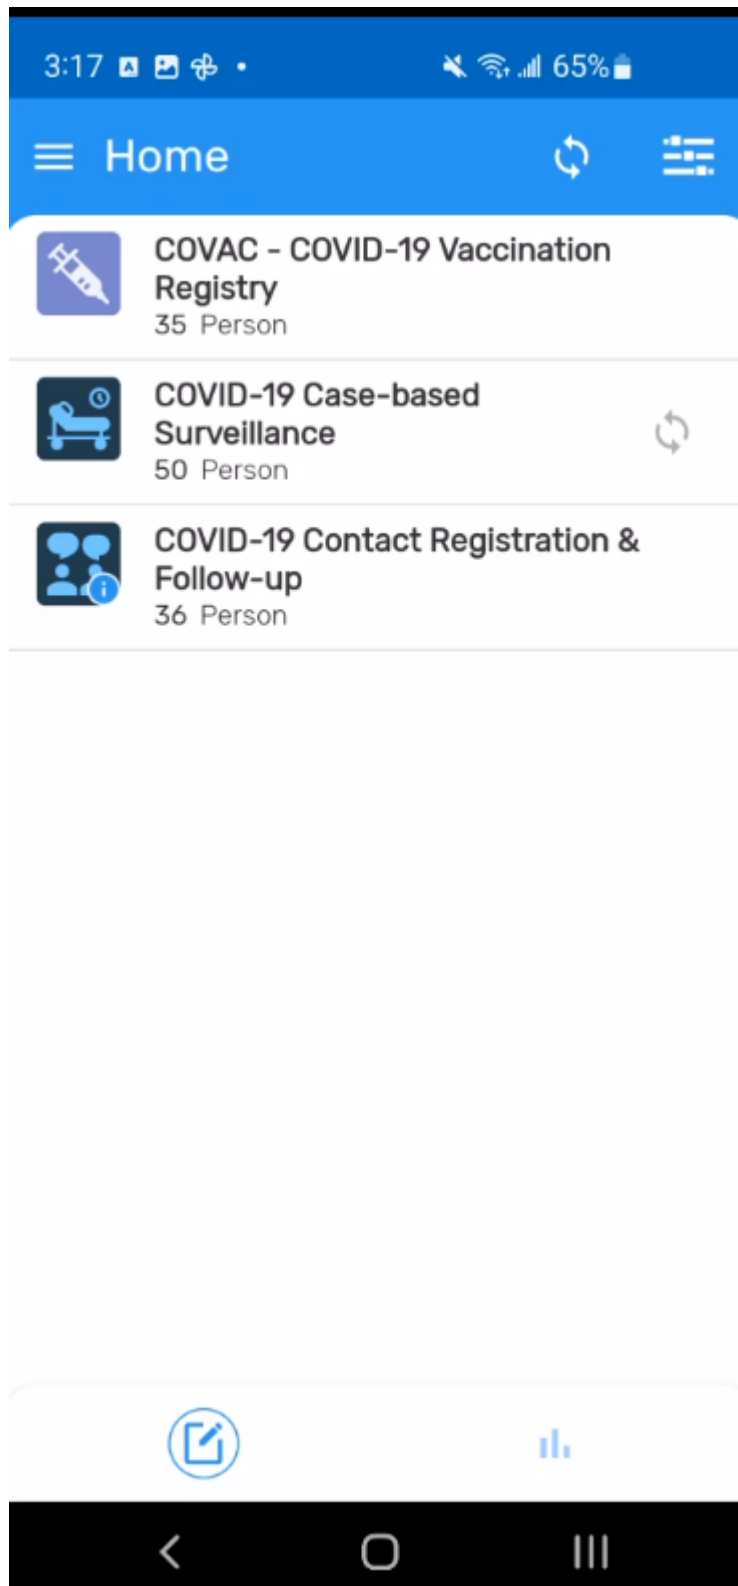 3:17 65%
Home
COVAC - COVID-19 Vaccination
Registry
35 Person
COVID-19 Case-based
Surveillance
50 Person
COVID-19 Contact Registration &
Follow-up
36 Person